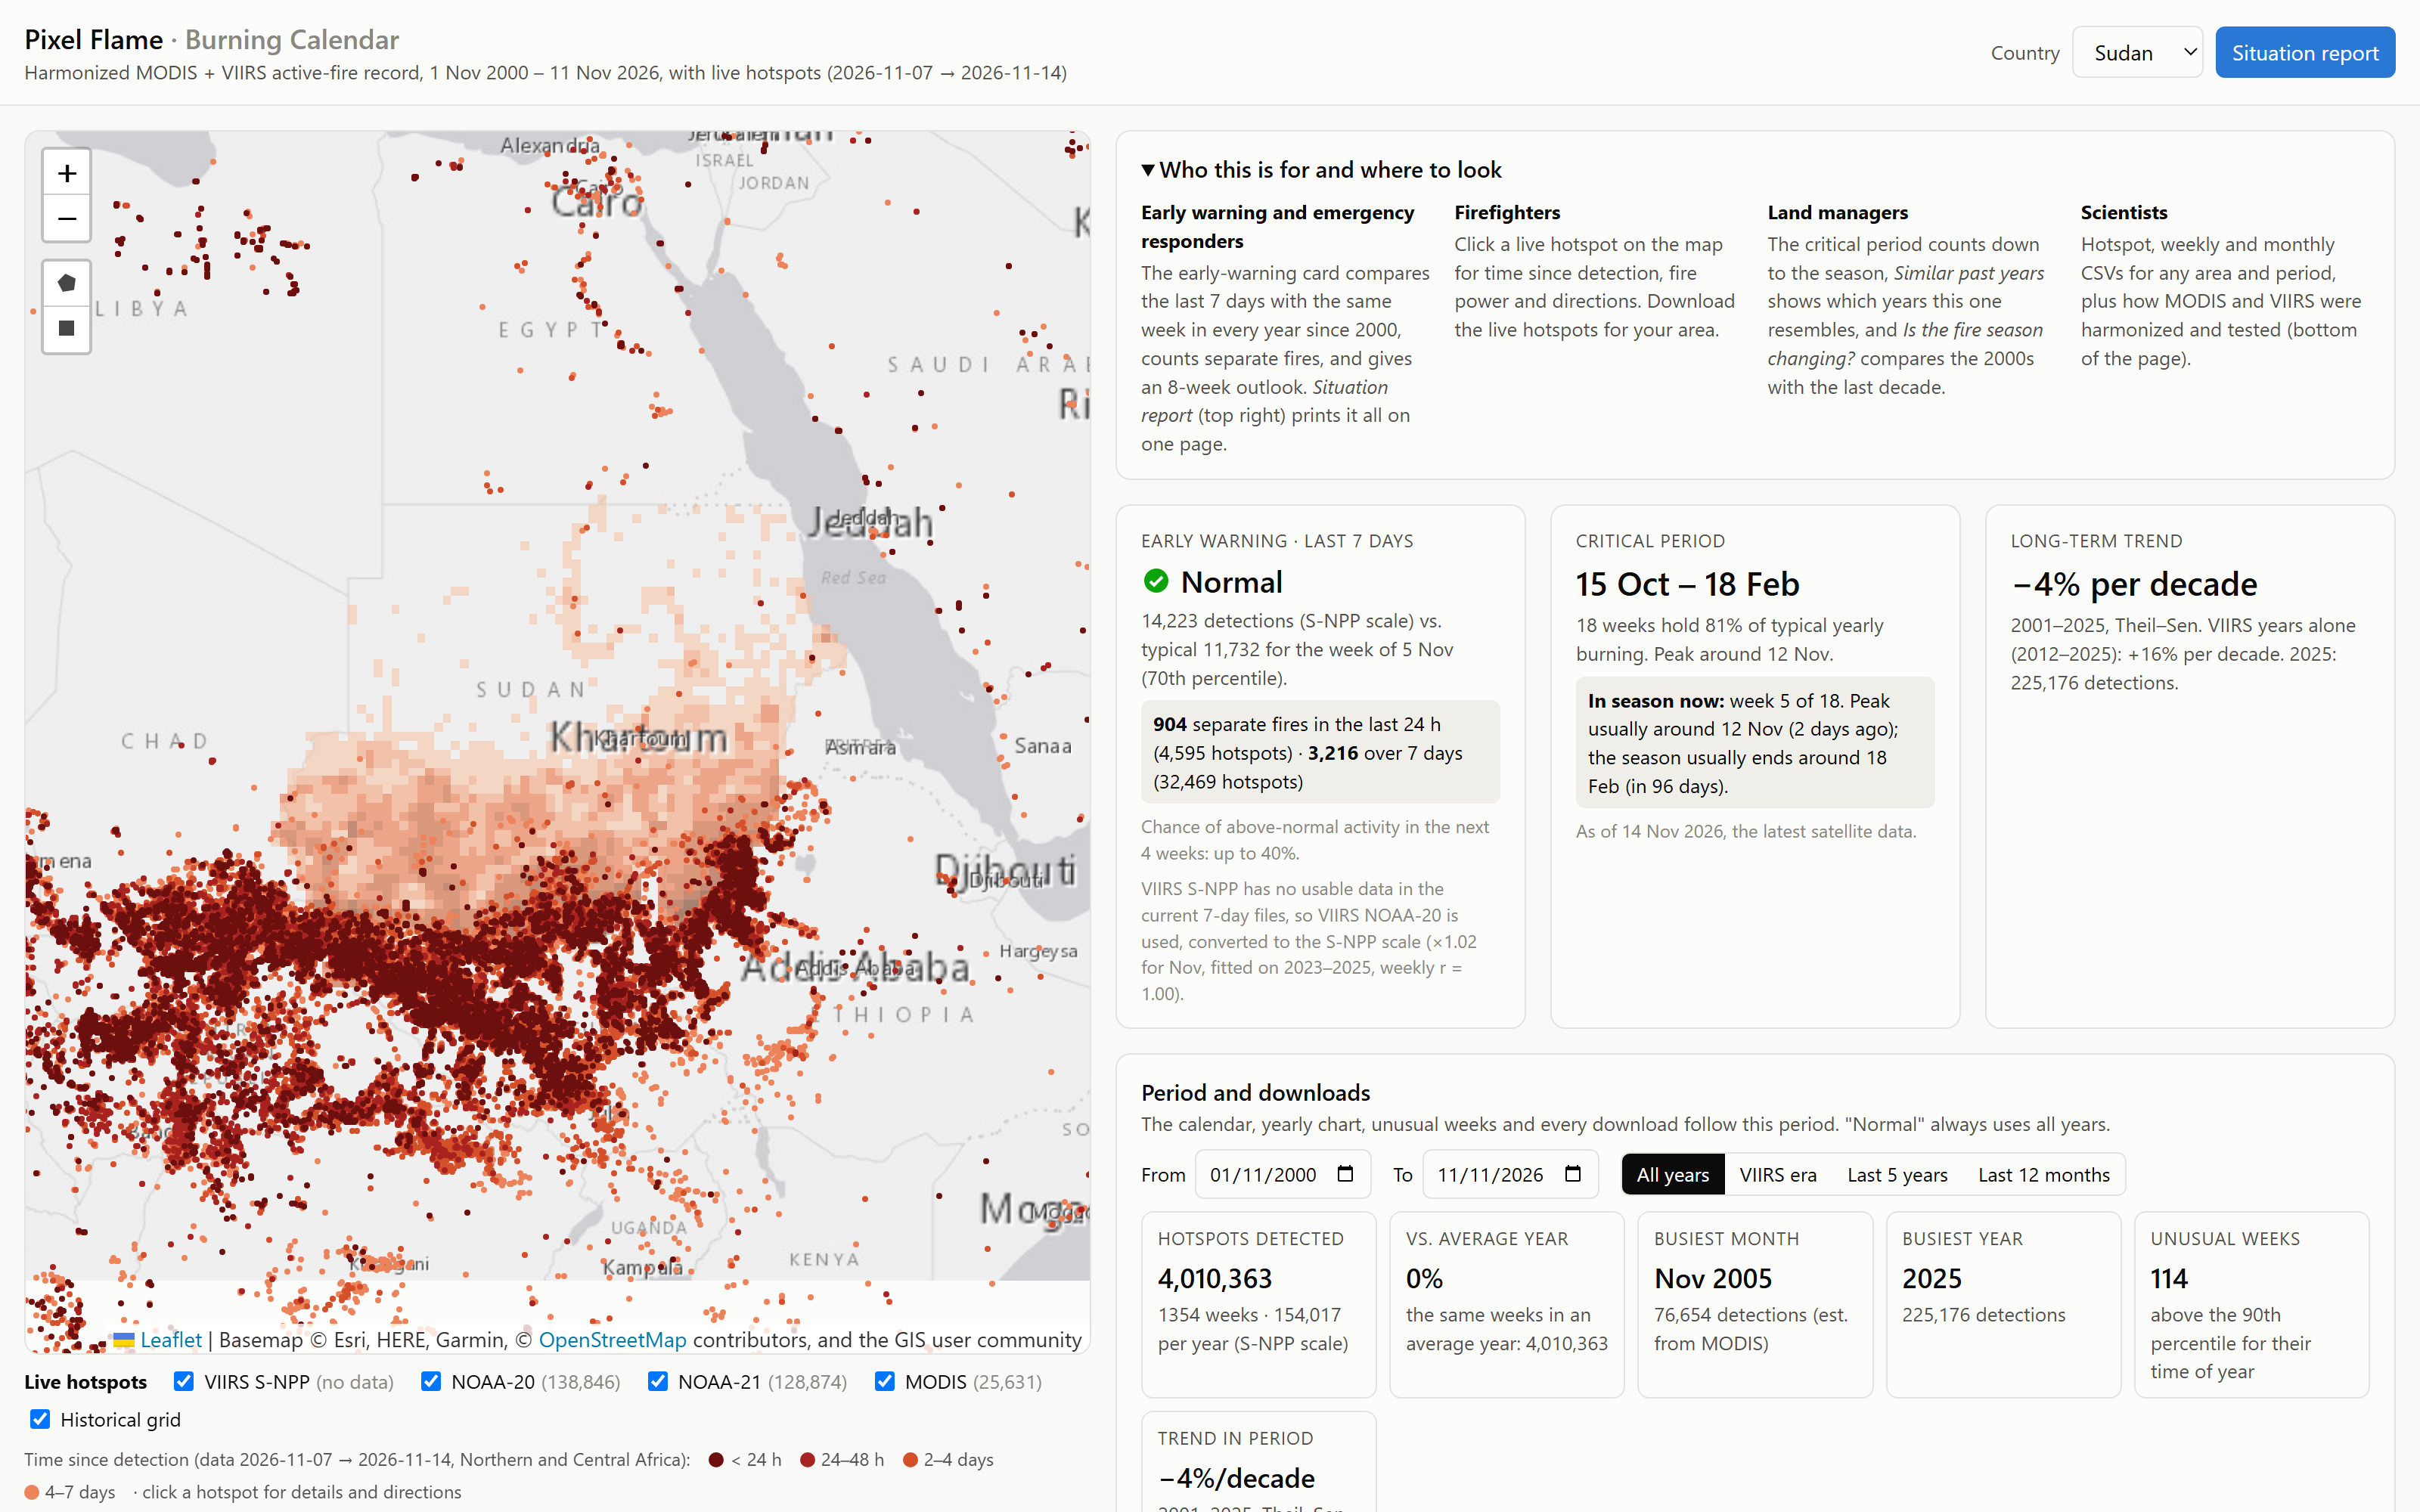 Pixel Flame · Burning Calendar
Harmonized MODIS + VIIRS active-fire record, 1 Nov 2000 – 11 Nov 2026, with live hotspots (2026-11-07 → 2026-11-14)
Country
Sudan
Situation report
+
−
Alexandria
Jerusalem
ISRAEL
JORDAN
Cairo
Cairo
LIBYA
EGYPT
SAUDI ARAB
Ri
Jeddah
Jeddah
Red Sea
SUDAN
CHAD
Khartoum
Khartoum
Asmara
Sanaa
Djibouti
Djibouti
Hargeysa
Addis Ababa
Addis Ababa
THIOPIA
SO
UGANDA
KENYA
Kampala
Leaflet | Basemap © Esri, HERE, Garmin, © OpenStreetMap contributors, and the GIS user community
Live hotspots
VIIRS S-NPP (no data)
NOAA-20 (138,846)
NOAA-21 (128,874)
MODIS (25,631)
Historical grid
Time since detection (data 2026-11-07 → 2026-11-14, Northern and Central Africa):
< 24 h
24–48 h
2–4 days
4–7 days
· click a hotspot for details and directions
▼ Who this is for and where to look
Early warning and emergency
responders
The early-warning card compares
the last 7 days with the same
week in every year since 2000,
counts separate fires, and gives
an 8-week outlook. Situation
report (top right) prints it all on
one page.
Firefighters
Click a live hotspot on the map
for time since detection, fire
power and directions. Download
the live hotspots for your area.
Land managers
The critical period counts down
to the season, Similar past years
shows which years this one
resembles, and Is the fire season
changing? compares the 2000s
with the last decade.
Scientists
Hotspot, weekly and monthly
CSVs for any area and period,
plus how MODIS and VIIRS were
harmonized and tested (bottom
of the page).
EARLY WARNING · LAST 7 DAYS
Normal
14,223 detections (S-NPP scale) vs.
typical 11,732 for the week of 5 Nov
(70th percentile).
904 separate fires in the last 24 h
(4,595 hotspots) · 3,216 over 7 days
(32,469 hotspots)
Chance of above-normal activity in the next
4 weeks: up to 40%.
VIIRS S-NPP has no usable data in the
current 7-day files, so VIIRS NOAA-20 is
used, converted to the S-NPP scale (×1.02
for Nov, fitted on 2023–2025, weekly r =
1.00).
CRITICAL PERIOD
15 Oct – 18 Feb
18 weeks hold 81% of typical yearly
burning. Peak around 12 Nov.
In season now: week 5 of 18. Peak
usually around 12 Nov (2 days ago);
the season usually ends around 18
Feb (in 96 days).
As of 14 Nov 2026, the latest satellite data.
LONG-TERM TREND
−4% per decade
2001–2025, Theil–Sen. VIIRS years alone
(2012–2025): +16% per decade. 2025:
225,176 detections.
Period and downloads
The calendar, yearly chart, unusual weeks and every download follow this period. "Normal" always uses all years.
From
01/11/2000
To
11/11/2026
All years
VIIRS era
Last 5 years
Last 12 months
HOTSPOTS DETECTED
4,010,363
1354 weeks · 154,017
per year (S-NPP scale)
VS. AVERAGE YEAR
0%
the same weeks in an
average year: 4,010,363
BUSIEST MONTH
Nov 2005
76,654 detections (est.
from MODIS)
BUSIEST YEAR
2025
225,176 detections
UNUSUAL WEEKS
114
above the 90th
percentile for their
time of year
TREND IN PERIOD
−4%/decade
2001–2025, Theil–Sen